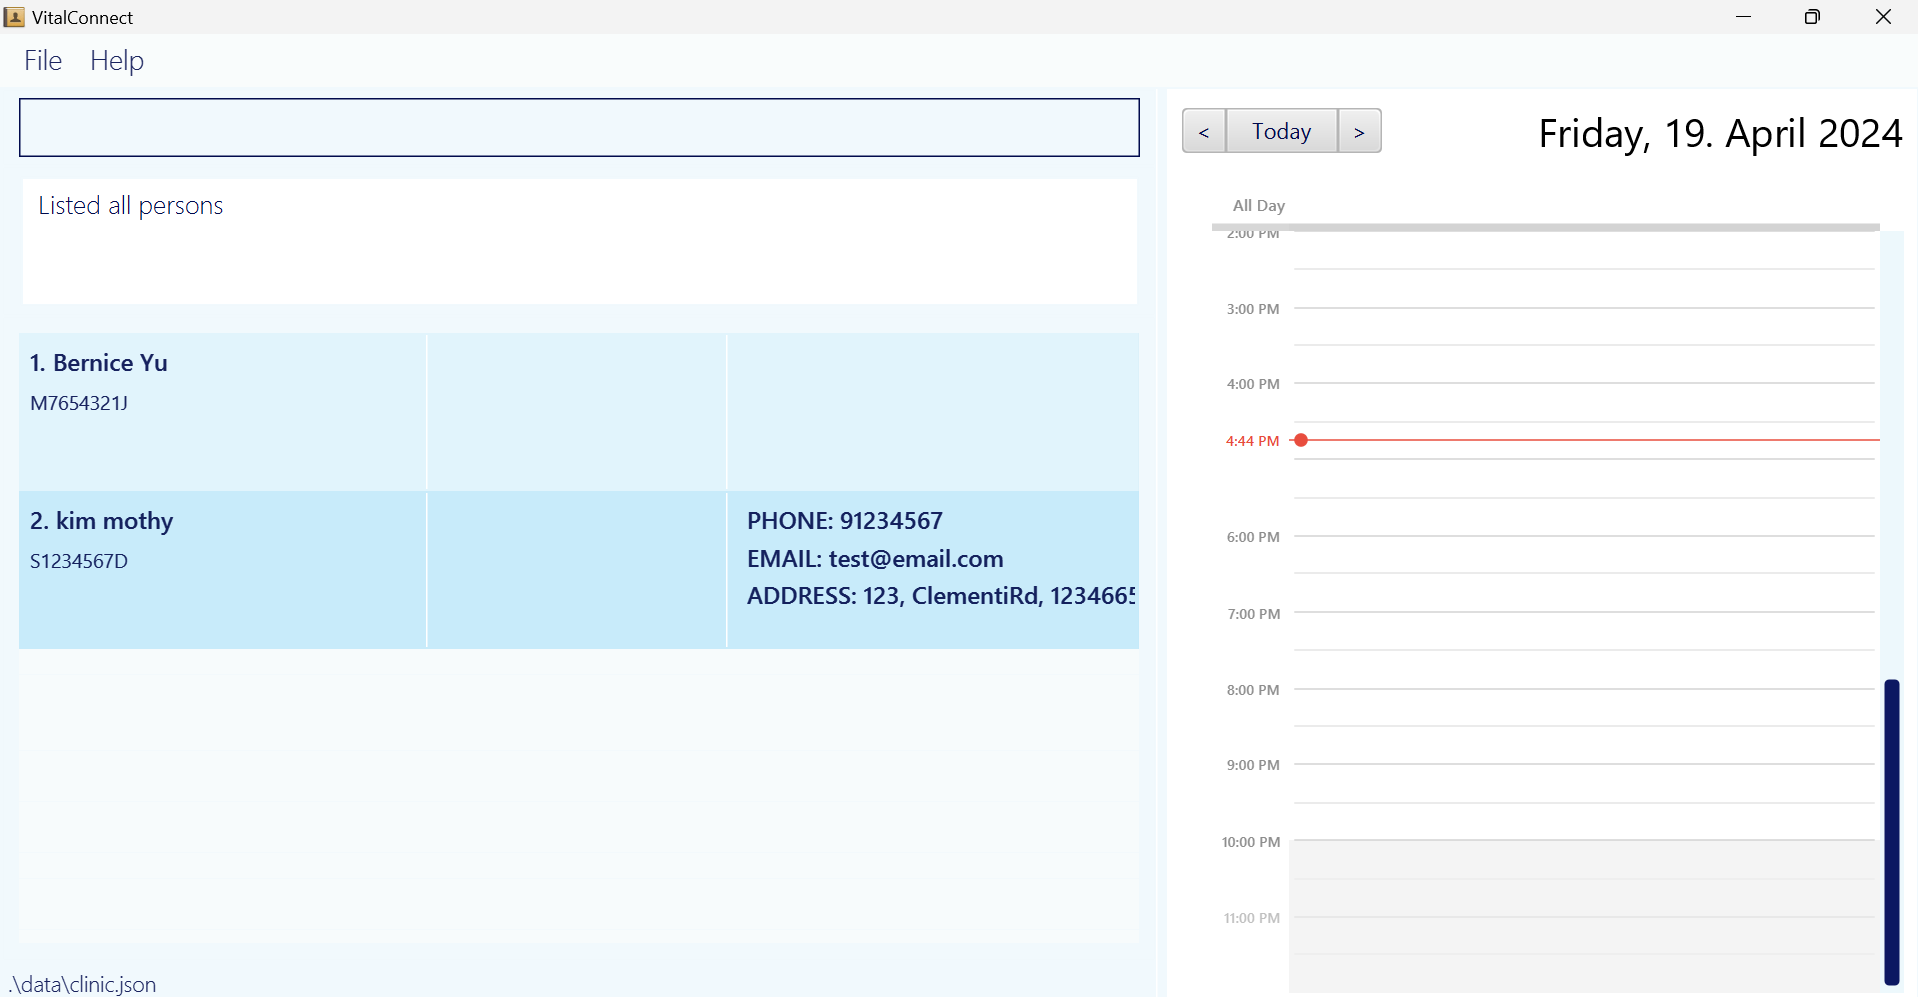 VitalConnect
File Help
Listed all persons
1. Bernice Yu
M7654321J
2. kim mothy
S1234567D
PHONE: 91234567
EMAIL: test@email.com
ADDRESS: 123, ClementiRd, 1234665
.\data\clinic.json
< Today >
Friday, 19. April 2024
All Day
2:00 PM
3:00 PM
4:00 PM
4:44 PM
6:00 PM
7:00 PM
8:00 PM
9:00 PM
10:00 PM
11:00 PM